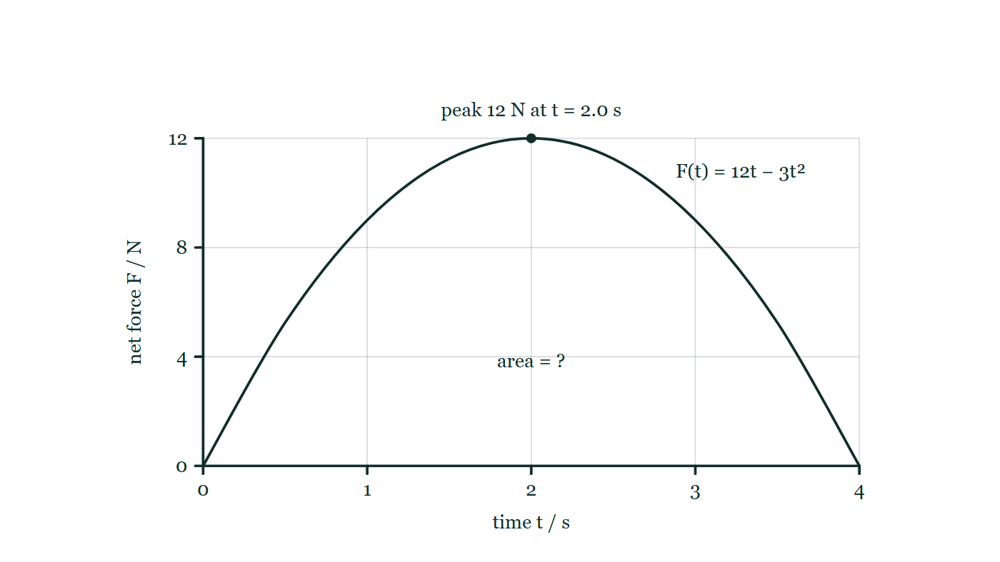 peak 12 N at t = 2.0 s
12
F(t) = 12t − 3t²
8
net force F / N
4
area = ?
0
0 1 2 3 4
time t / s